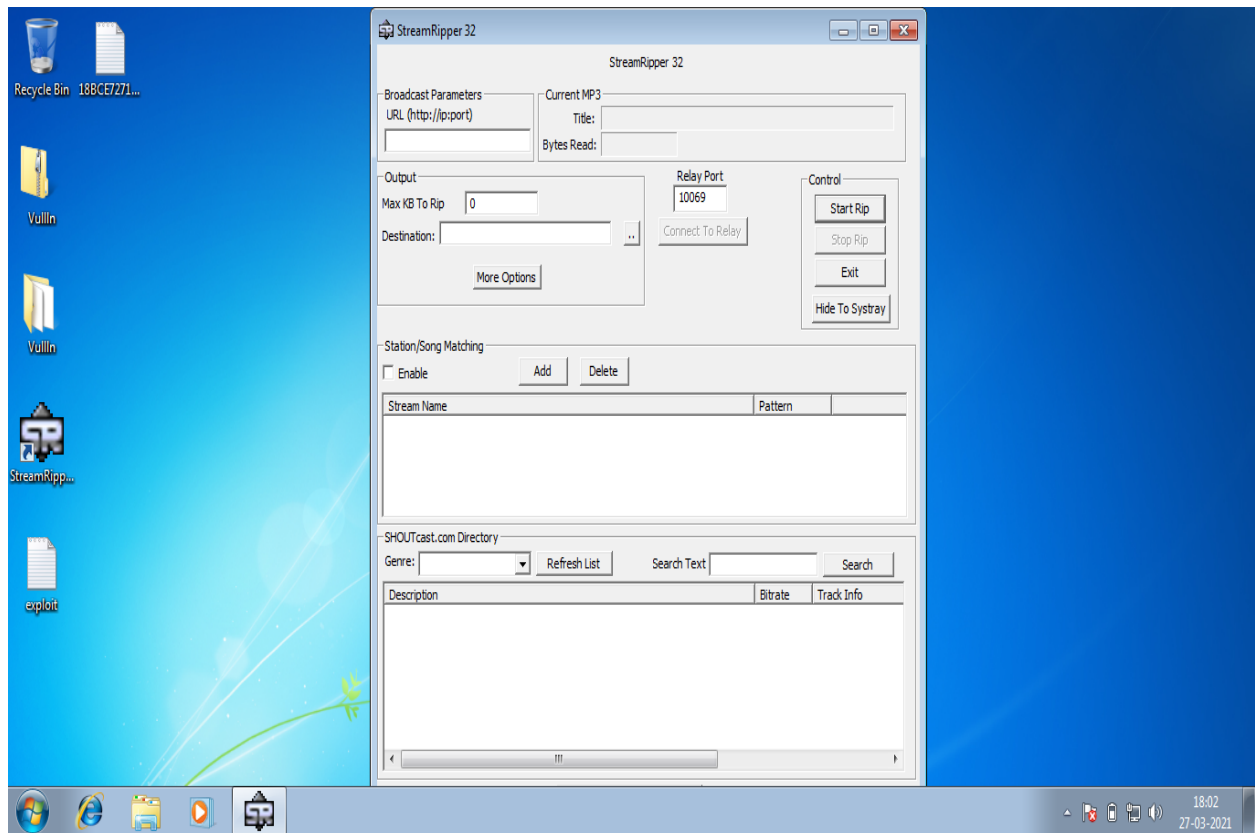 StreamRipper 32
StreamRipper 32
Recycle Bin
18BCE7271...
Vullln
Vullln
StreamRipp...
exploit
Broadcast Parameters
URL (http://ip:port)
Current MP3
Title:
Bytes Read:
Output
Max KB To Rip 0
Destination: ..
More Options
Relay Port
10069
Connect To Relay
Control
Start Rip
Stop Rip
Exit
Hide To Systray
Station/Song Matching
Enable Add Delete
Stream Name Pattern
SHOUTcast.com Directory
Genre: Refresh List Search Text Search
Description Bitrate Track Info
18:02
27-03-2021